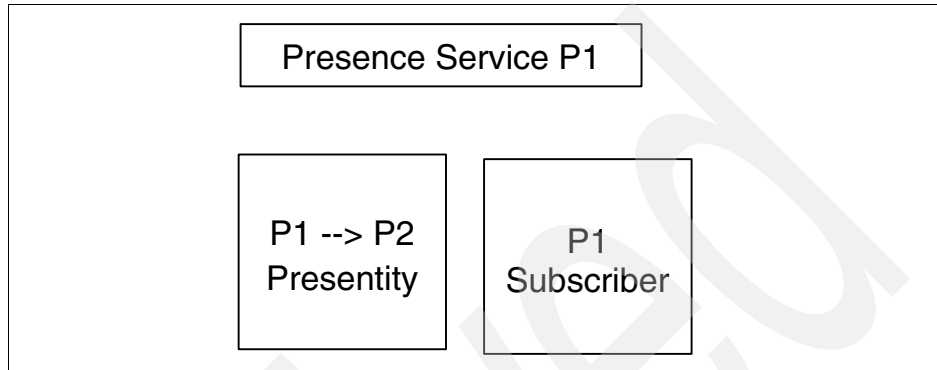 Presence Service P1
P1 --> P2
Presentity
P1
Subscriber